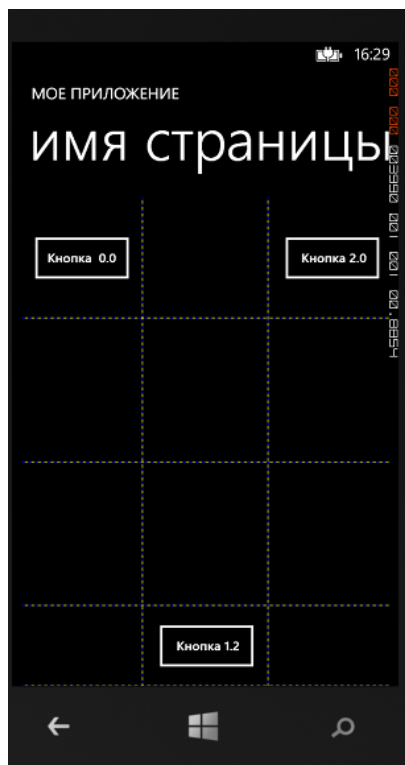 16:29
МОЕ ПРИЛОЖЕНИЕ
имя страницы
Кнопка 0.0
Кнопка 2.0
Кнопка 1.2